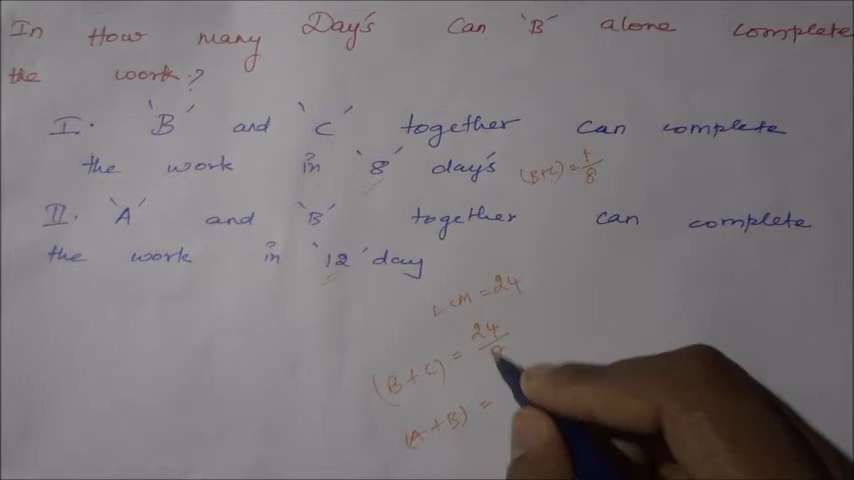 In How many Day's Can 'B' alone complete
the work?
I. 'B' and 'C' together can complete
the work in '8' day's (B+C) = 1/8
II. 'A' and 'B' together can complete
the work in '12' day
LCM = 24
(B+C) = 24/8
(A+B) =